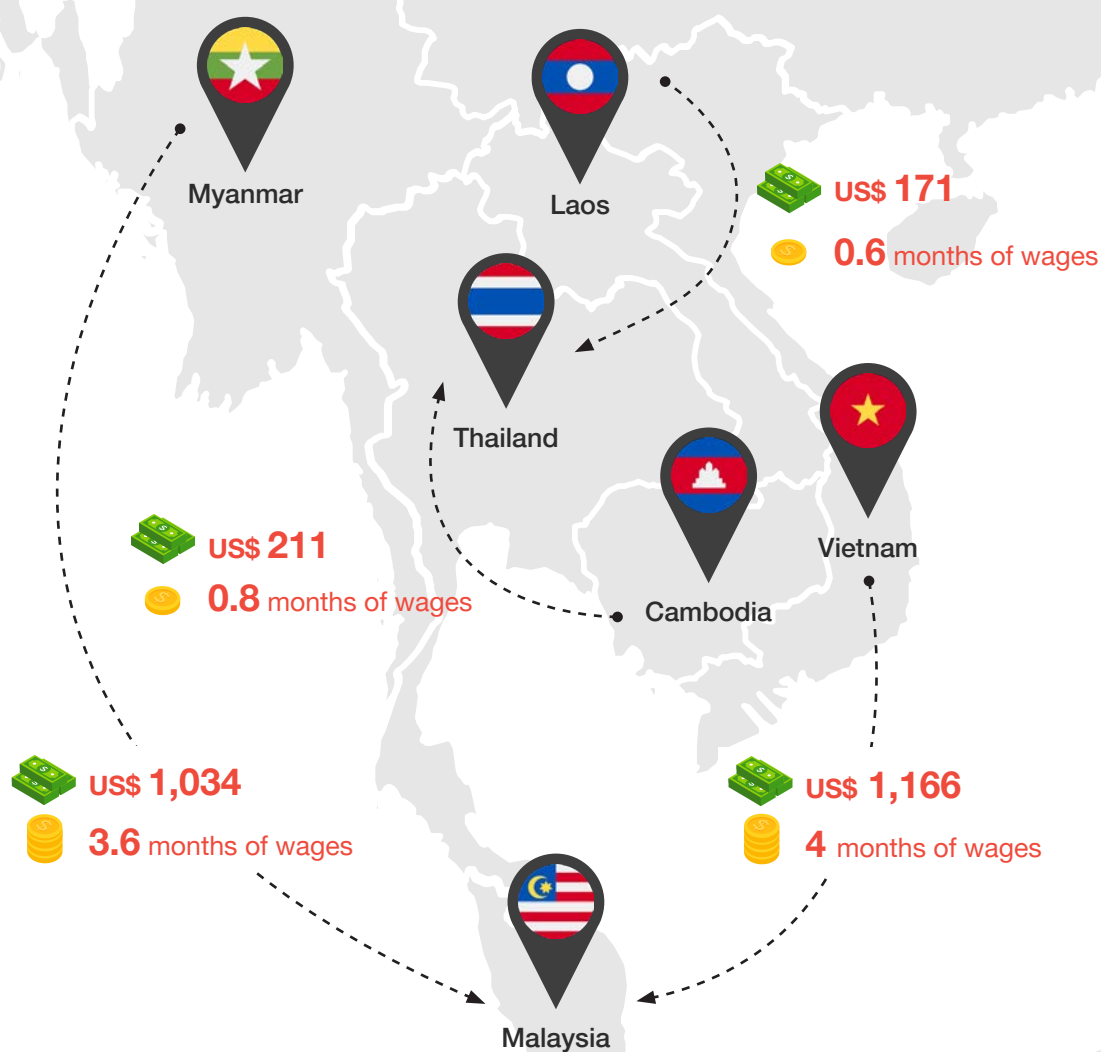 Myanmar
Laos
US$ 171
0.6 months of wages
Thailand
US$ 211
0.8 months of wages
Vietnam
Cambodia
US$ 1,034
3.6 months of wages
US$ 1,166
4 months of wages
Malaysia